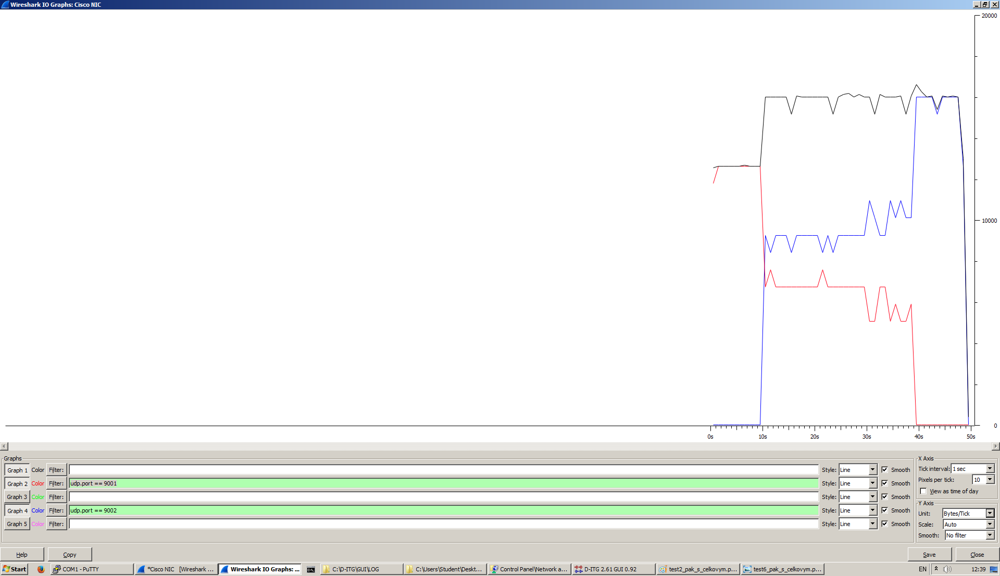 Wireshark IO Graphs: Cisco NIC
20000
10000
0
0s 10s 20s 30s 40s 50s
Graphs
Graph 1 Color Filter: Style: Line Smooth
Graph 2 Color Filter: udp.port == 9001 Style: Line Smooth
Graph 3 Color Filter: Style: Line Smooth
Graph 4 Color Filter: udp.port == 9002 Style: Line Smooth
Graph 5 Color Filter: Style: Line Smooth
X Axis
Tick interval: 1 sec
Pixels per tick: 10
View as time of day
Y Axis
Unit: Bytes/Tick
Scale: Auto
Smooth: No filter
Help Copy Save Close
Start COM1 - PuTTY *Cisco NIC [Wireshark ... Wireshark IO Graphs: ... C:\D-ITG\GUI\LOG C:\Users\Student\Deskt... Control Panel\Network a... D-ITG 2.61 GUI 0.92 test2_pak_s_celkovym.p... test6_pak_s_celkovym.p... EN 12:39